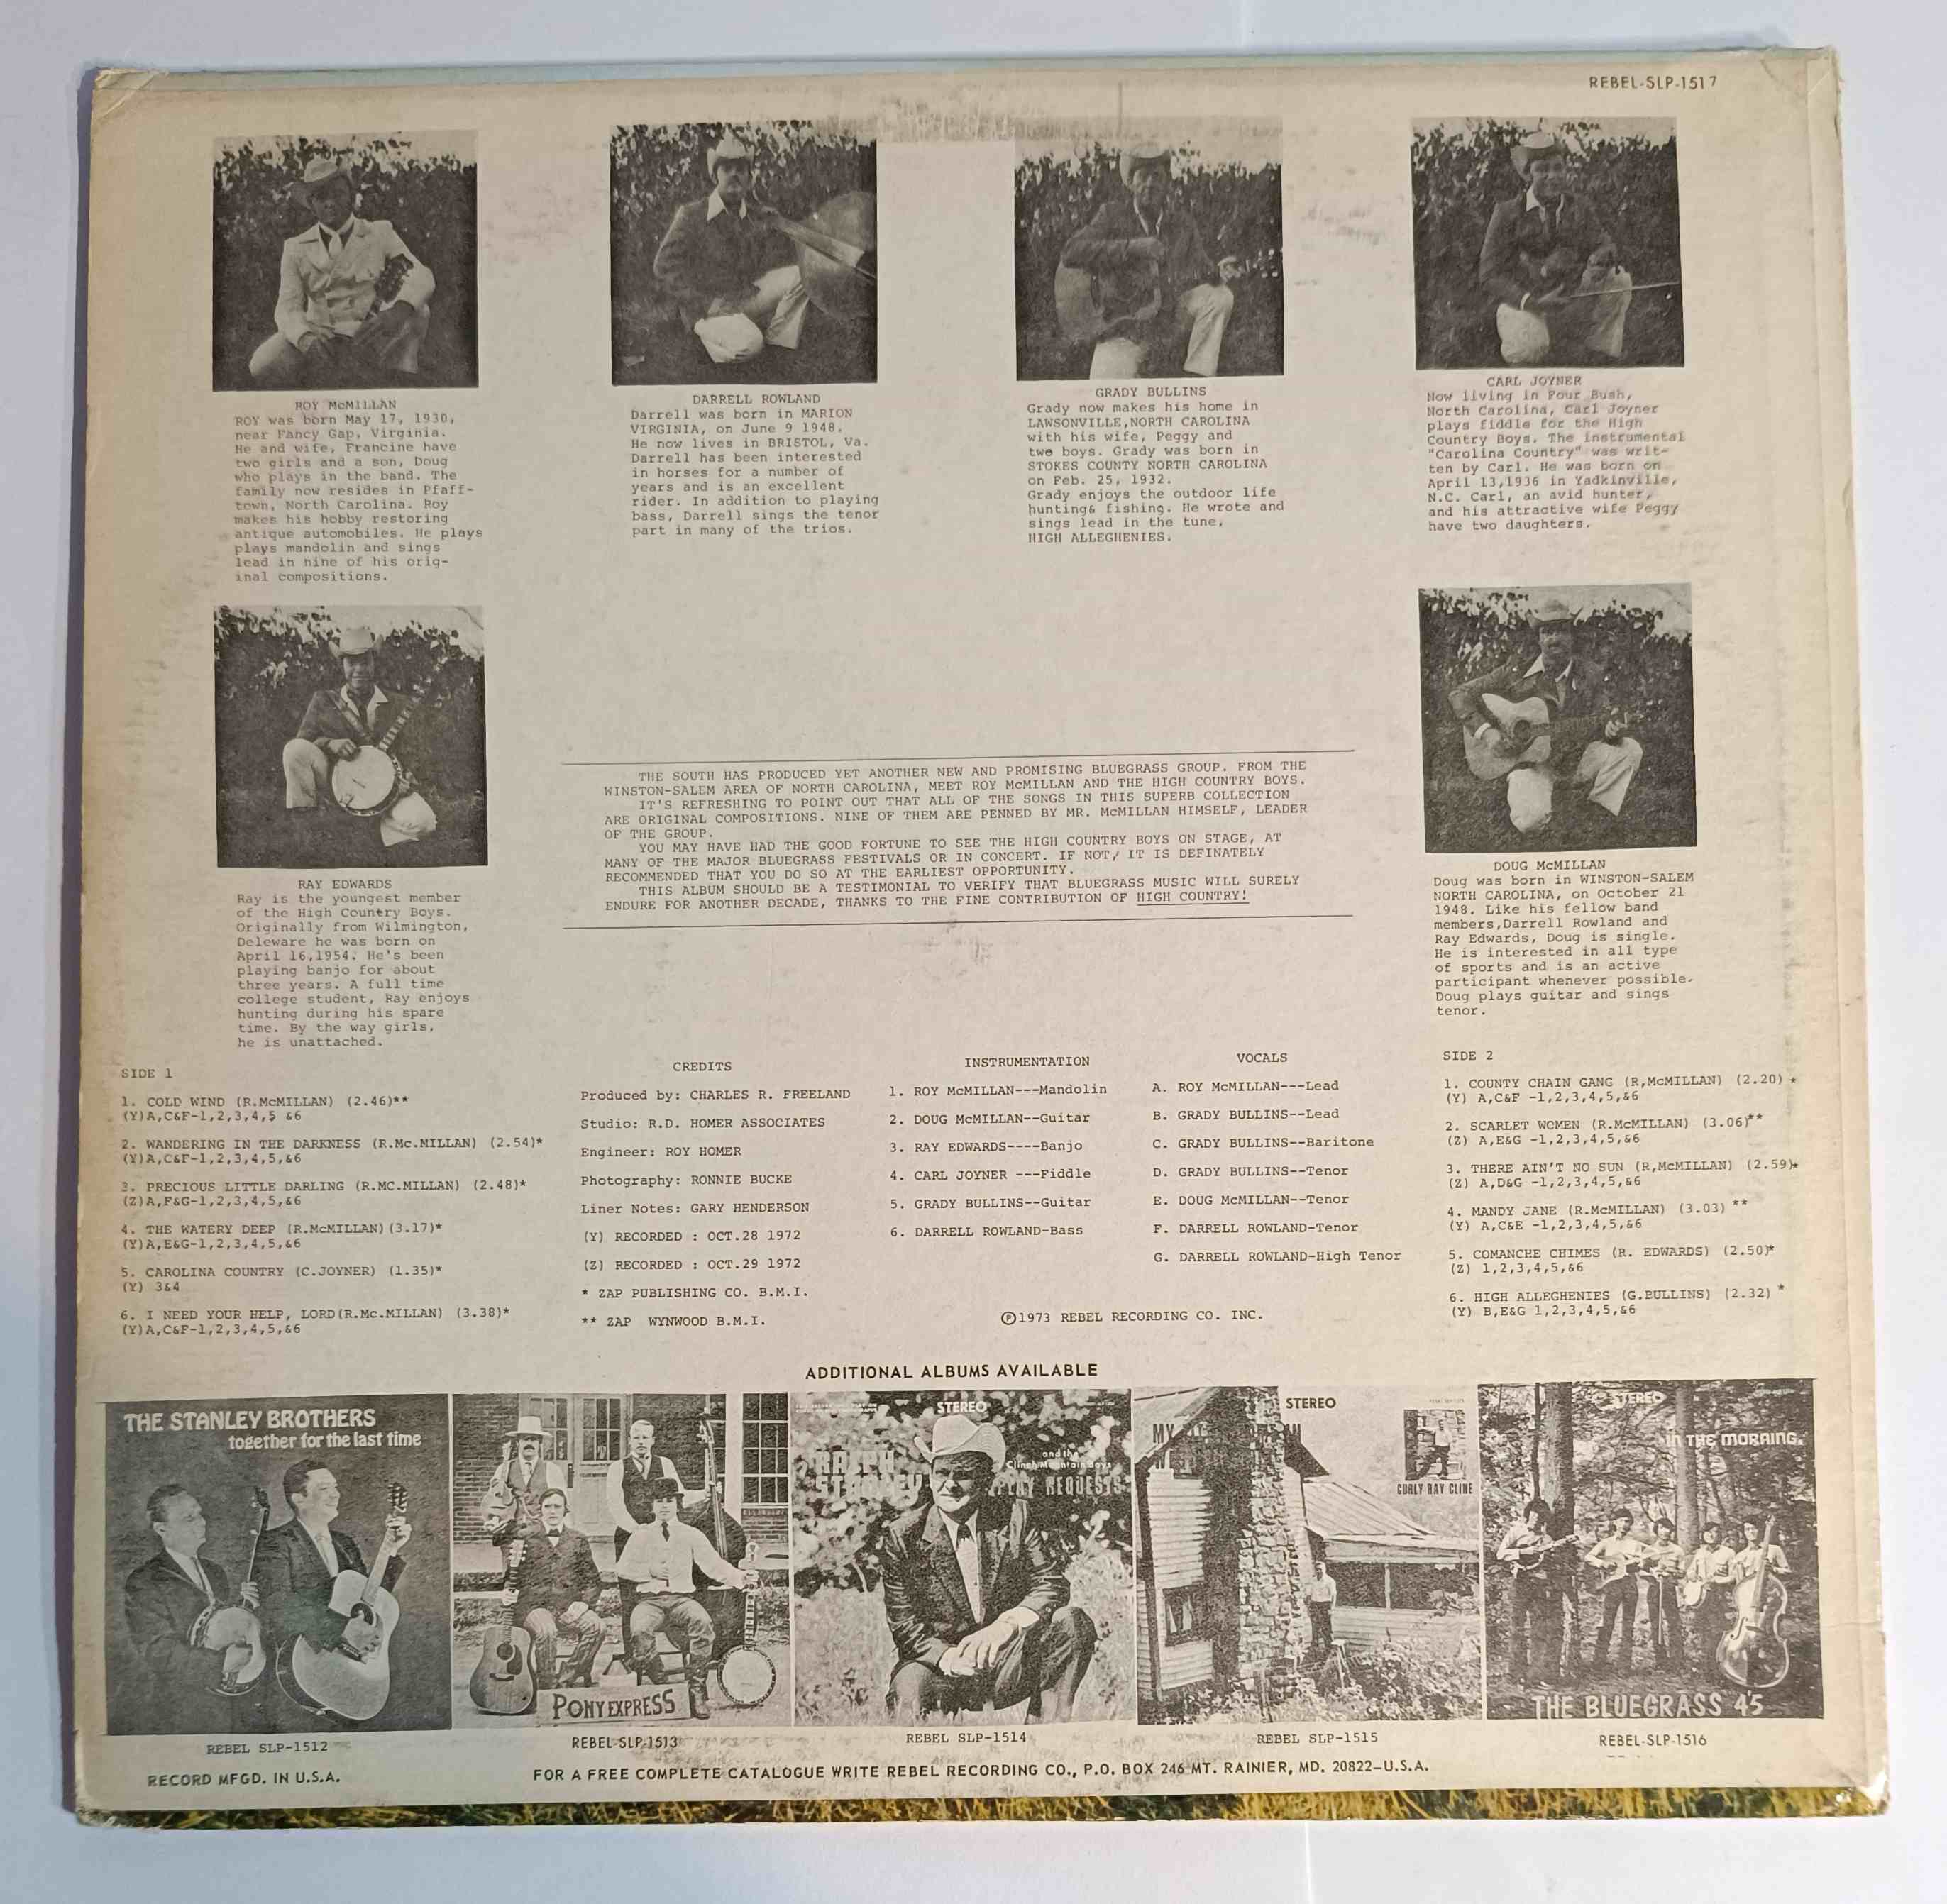 REBEL-SLP-1517
ROY McMILLAN
ROY was born May 17, 1930,
near Fancy Gap, Virginia.
He and wife, Francine have
two girls and a son, Doug
who plays in the band. The
family now resides in Pfaff-
town, North Carolina. Roy
makes his hobby restoring
antique automobiles. He plays
plays mandolin and sings
lead in nine of his orig-
inal compositions.
DARRELL ROWLAND
Darrell was born in MARION
VIRGINIA, on June 9 1948.
He now lives in BRISTOL, Va.
Darrell has been interested
in horses for a number of
years and is an excellent
rider. In addition to playing
bass, Darrell sings the tenor
part in many of the trios.
GRADY BULLINS
Grady now makes his home in
LAWSONVILLE,NORTH CAROLINA
with his wife, Peggy and
two boys. Grady was born in
STOKES COUNTY NORTH CAROLINA
on Feb. 25, 1932.
Grady enjoys the outdoor life
hunting& fishing. He wrote and
sings lead in the tune,
HIGH ALLEGHENIES.
CARL JOYNER
Now living in Four Bush,
North Carolina, Carl Joyner
plays fiddle for the High
Country Boys. The instrumental
"Carolina Country" was writ-
ten by Carl. He was born on
April 13,1936 in Yadkinville,
N.C. Carl, an avid hunter,
and his attractive wife Peggy
have two daughters.
RAY EDWARDS
Ray is the youngest member
of the High Country Boys.
Originally from Wilmington,
Deleware he was born on
April 16,1954. He's been
playing banjo for about
three years. A full time
college student, Ray enjoys
hunting during his spare
time. By the way girls,
he is unattached.
THE SOUTH HAS PRODUCED YET ANOTHER NEW AND PROMISING BLUEGRASS GROUP. FROM THE
WINSTON-SALEM AREA OF NORTH CAROLINA, MEET ROY McMILLAN AND THE HIGH COUNTRY BOYS.
IT'S REFRESHING TO POINT OUT THAT ALL OF THE SONGS IN THIS SUPERB COLLECTION
ARE ORIGINAL COMPOSITIONS. NINE OF THEM ARE PENNED BY MR. McMILLAN HIMSELF, LEADER
OF THE GROUP.
YOU MAY HAVE HAD THE GOOD FORTUNE TO SEE THE HIGH COUNTRY BOYS ON STAGE, AT
MANY OF THE MAJOR BLUEGRASS FESTIVALS OR IN CONCERT. IF NOT, IT IS DEFINATELY
RECOMMENDED THAT YOU DO SO AT THE EARLIEST OPPORTUNITY.
THIS ALBUM SHOULD BE A TESTIMONIAL TO VERIFY THAT BLUEGRASS MUSIC WILL SURELY
ENDURE FOR ANOTHER DECADE, THANKS TO THE FINE CONTRIBUTION OF HIGH COUNTRY!
DOUG McMILLAN
Doug was born in WINSTON-SALEM
NORTH CAROLINA, on October 21
1948. Like his fellow band
members,Darrell Rowland and
Ray Edwards, Doug is single.
He is interested in all type
of sports and is an active
participant whenever possible.
Doug plays guitar and sings
tenor.
SIDE 1
1. COLD WIND (R.McMILLAN) (2.46)**
(Y)A,C&F-1,2,3,4,5 &6
2. WANDERING IN THE DARKNESS (R.Mc.MILLAN) (2.54)*
(Y)A,C&F-1,2,3,4,5,&6
3. PRECIOUS LITTLE DARLING (R.MC.MILLAN) (2.48)*
(Z)A,F&G-1,2,3,4,5,&6
4. THE WATERY DEEP (R.McMILLAN)(3.17)*
(Y)A,E&G-1,2,3,4,5,&6
5. CAROLINA COUNTRY (C.JOYNER) (1.35)*
(Y) 3&4
6. I NEED YOUR HELP, LORD(R.Mc.MILLAN) (3.38)*
(Y)A,C&F-1,2,3,4,5,&6
CREDITS
Produced by: CHARLES R. FREELAND
Studio: R.D. HOMER ASSOCIATES
Engineer: ROY HOMER
Photography: RONNIE BUCKE
Liner Notes: GARY HENDERSON
(Y) RECORDED : OCT.28 1972
(Z) RECORDED : OCT.29 1972
* ZAP PUBLISHING CO. B.M.I.
** ZAP WYNWOOD B.M.I.
INSTRUMENTATION
1. ROY McMILLAN---Mandolin
2. DOUG McMILLAN--Guitar
3. RAY EDWARDS----Banjo
4. CARL JOYNER ---Fiddle
5. GRADY BULLINS--Guitar
6. DARRELL ROWLAND-Bass
VOCALS
A. ROY McMILLAN---Lead
B. GRADY BULLINS--Lead
C. GRADY BULLINS--Baritone
D. GRADY BULLINS--Tenor
E. DOUG McMILLAN--Tenor
F. DARRELL ROWLAND-Tenor
G. DARRELL ROWLAND-High Tenor
Ⓟ1973 REBEL RECORDING CO. INC.
SIDE 2
1. COUNTY CHAIN GANG (R,McMILLAN) (2.20) *
(Y) A,C&F -1,2,3,4,5,&6
2. SCARLET WOMEN (R.McMILLAN) (3.06)**
(Z) A,E&G -1,2,3,4,5,&6
3. THERE AIN'T NO SUN (R,McMILLAN) (2.59)*
(Z) A,D&G -1,2,3,4,5,&6
4. MANDY JANE (R.McMILLAN) (3.03) **
(Y) A,C&E -1,2,3,4,5,&6
5. COMANCHE CHIMES (R. EDWARDS) (2.50)*
(Z) 1,2,3,4,5,&6
6. HIGH ALLEGHENIES (G.BULLINS) (2.32) *
(Y) B,E&G 1,2,3,4,5,&6
ADDITIONAL ALBUMS AVAILABLE
THE STANLEY BROTHERS
together for the last time
PONY EXPRESS
STEREO
RALPH STANLEY
and the
Clinch Mountain Boys
PLAY REQUESTS
STEREO
MY
CURLY RAY CLINE
STEREO
IN THE MORNING.
THE BLUEGRASS 45
REBEL SLP-1512
REBEL-SLP-1513
REBEL SLP-1514
REBEL SLP-1515
REBEL-SLP-1516
RECORD MFGD. IN U.S.A.
FOR A FREE COMPLETE CATALOGUE WRITE REBEL RECORDING CO., P.O. BOX 246 MT. RAINIER, MD. 20822-U.S.A.